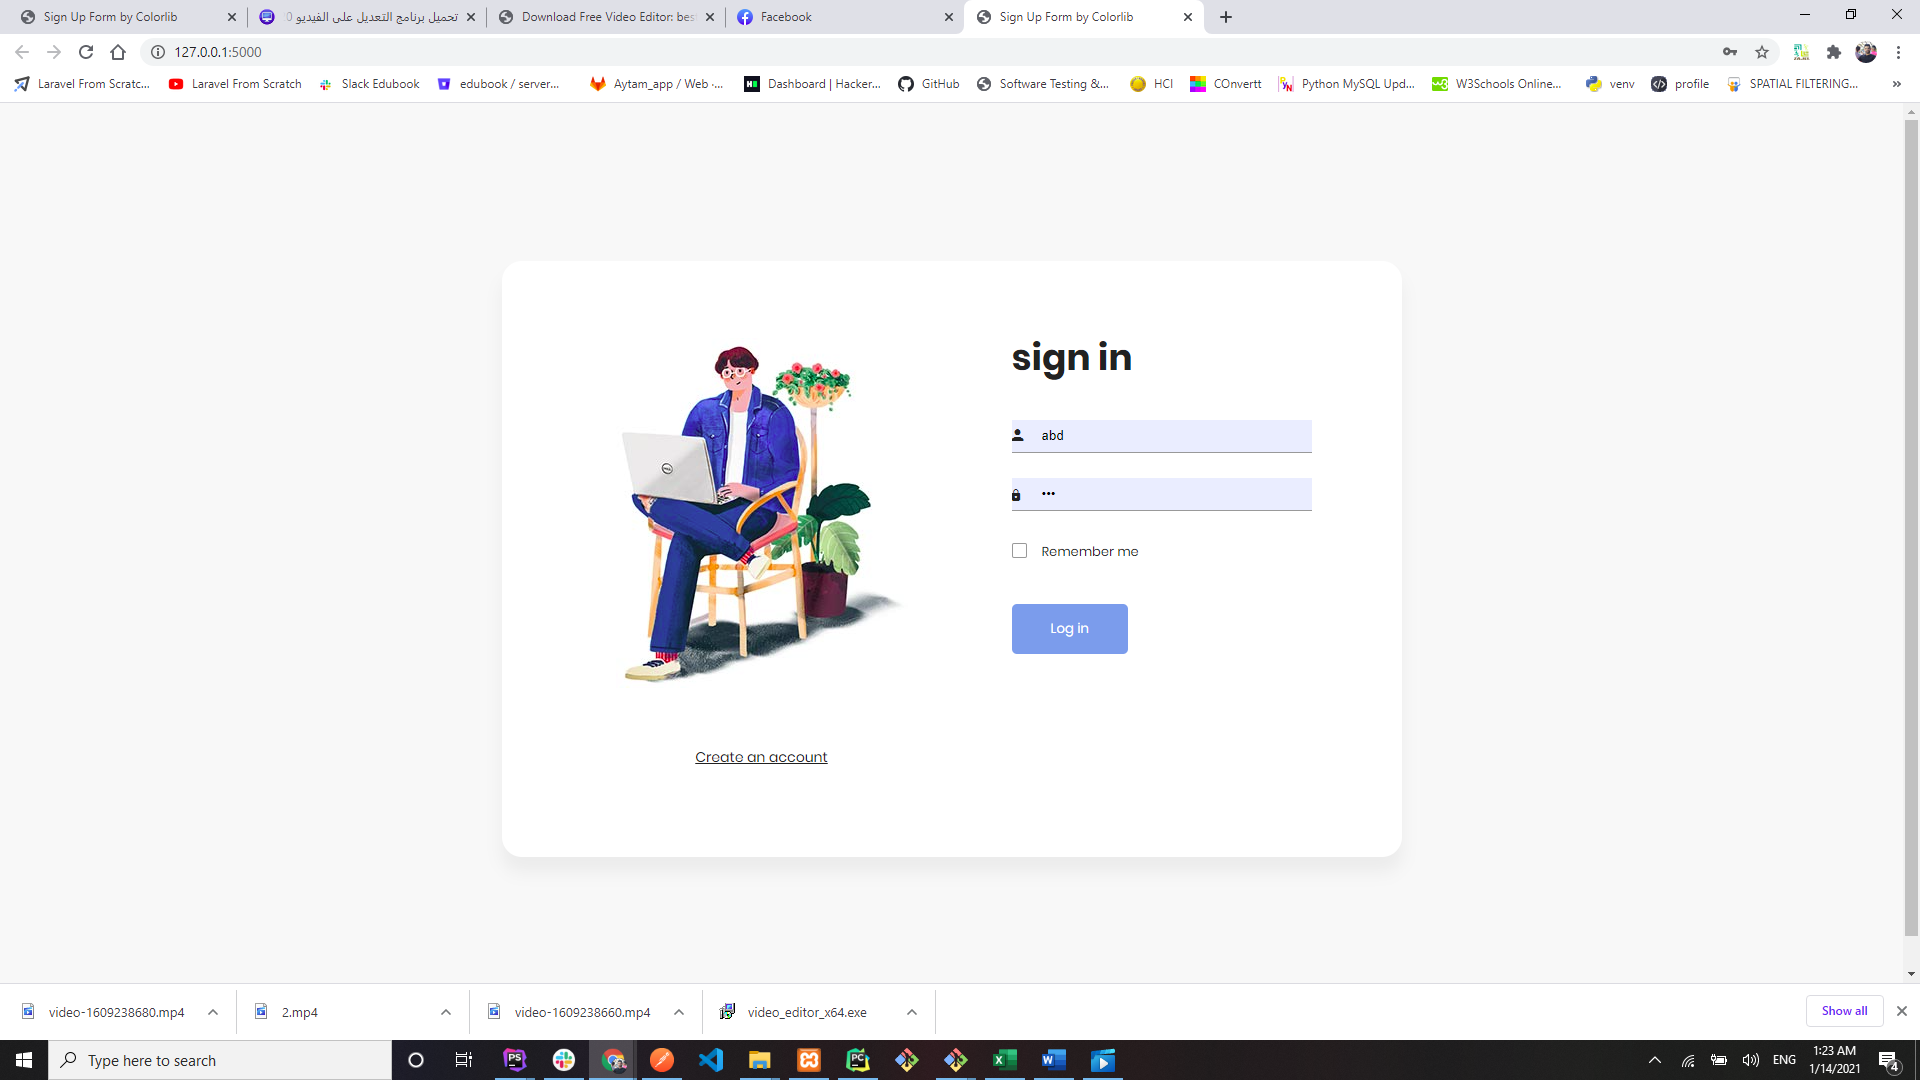 Sign Up Form by Colorlib
تحميل برنامج التعديل على الفيديو
Download Free Video Editor: bes
Facebook
Sign Up Form by Colorlib
127.0.0.1:5000
Laravel From Scratc...
Laravel From Scratch
Slack Edubook
edubook / server...
Aytam_app / Web -...
Dashboard | Hacker...
GitHub
Software Testing &...
HCI
COnvertt
Python MySQL Upd...
W3Schools Online...
venv
profile
SPATIAL FILTERING...
sign in
abd
Remember me
Log in
Create an account
video-1609238680.mp4
2.mp4
video-1609238660.mp4
video_editor_x64.exe
Show all
Type here to search
ENG
1:23 AM
1/14/2021
4